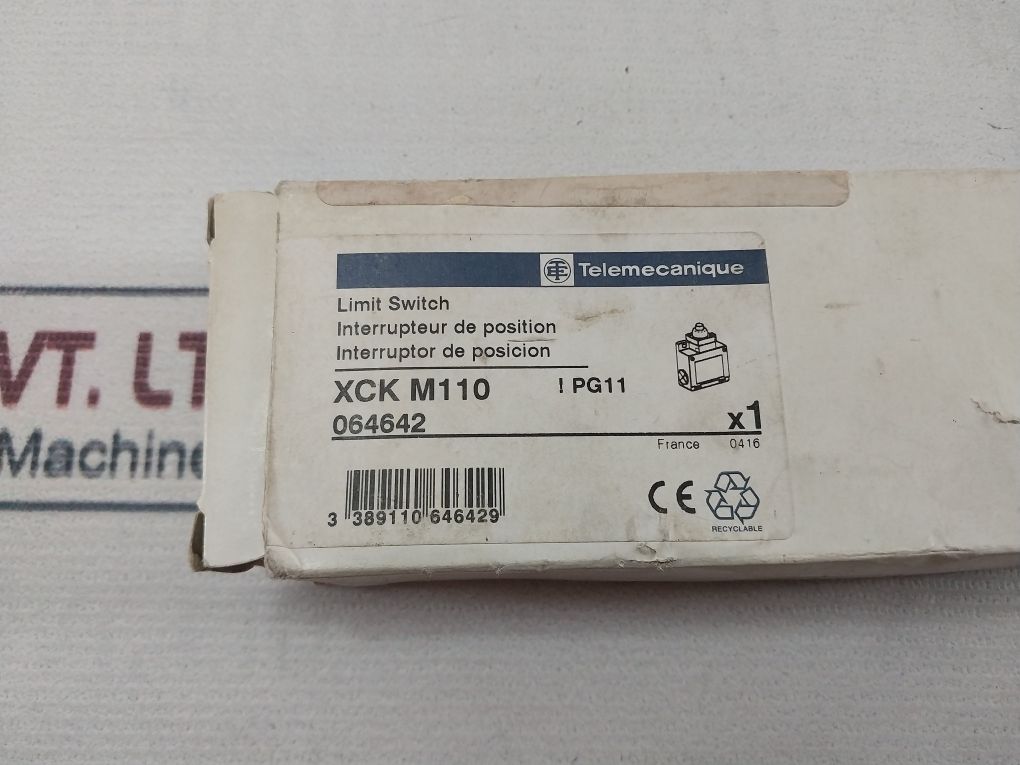 Telemecanique
Limit Switch
Interrupteur de position
Interruptor de posicion
XCK M110 ! PG11
064642 x1
France 0416
3 389110 646429
CE
RECYCLABLE
VT. LT
Machine